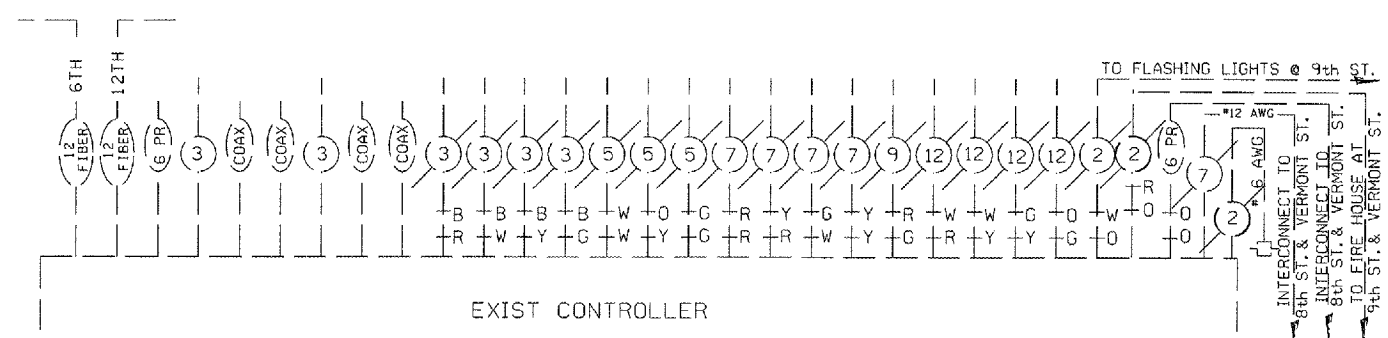 6TH
12TH
TO FLASHING LIGHTS @ 9th ST.
#12 AWG
12 FIBER
12 FIBER
6 PR
3
COAX
COAX
3
COAX
COAX
3 3 3 3 5 5 5 7 7 7 7 9 12 12 12 12 2 2
6 PR
7
2
#6 AWG
B B B B W O G R Y G Y R W W G O W R O
R W Y G W Y G R R W Y G R Y Y G O O O
EXIST CONTROLLER
INTERCONNECT TO
8th ST. & VERMONT ST.
INTERCONNECT TO
8th ST. & VERMONT ST.
TO FIRE HOUSE AT
9th ST. & VERMONT ST.